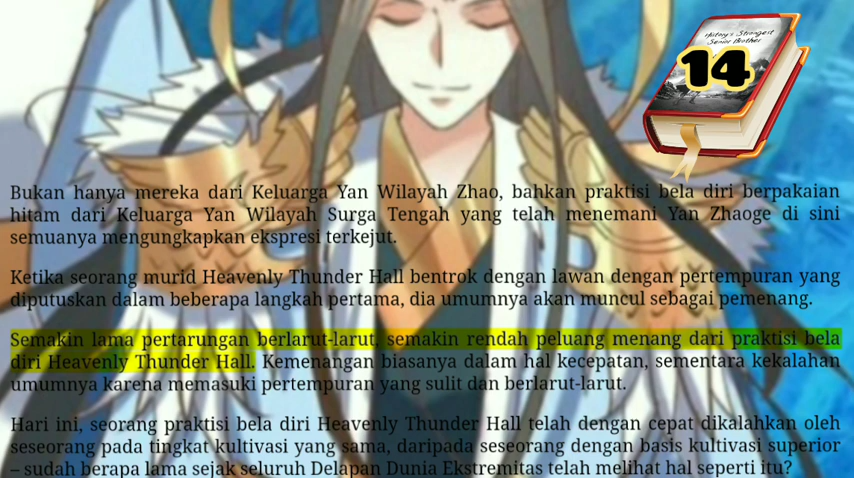 History's Strongest
Senior Brother
14
Bukan hanya mereka dari Keluarga Yan Wilayah Zhao, bahkan praktisi bela diri berpakaian
hitam dari Keluarga Yan Wilayah Surga Tengah yang telah menemani Yan Zhaoge di sini
semuanya mengungkapkan ekspresi terkejut.
Ketika seorang murid Heavenly Thunder Hall bentrok dengan lawan dengan pertempuran yang
diputuskan dalam beberapa langkah pertama, dia umumnya akan muncul sebagai pemenang.
Semakin lama pertarungan berlarut-larut, semakin rendah peluang menang dari praktisi bela
diri Heavenly Thunder Hall. Kemenangan biasanya dalam hal kecepatan, sementara kekalahan
umumnya karena memasuki pertempuran yang sulit dan berlarut-larut.
Hari ini, seorang praktisi bela diri Heavenly Thunder Hall telah dengan cepat dikalahkan oleh
seseorang pada tingkat kultivasi yang sama, daripada seseorang dengan basis kultivasi superior
– sudah berapa lama sejak seluruh Delapan Dunia Ekstremitas telah melihat hal seperti itu?